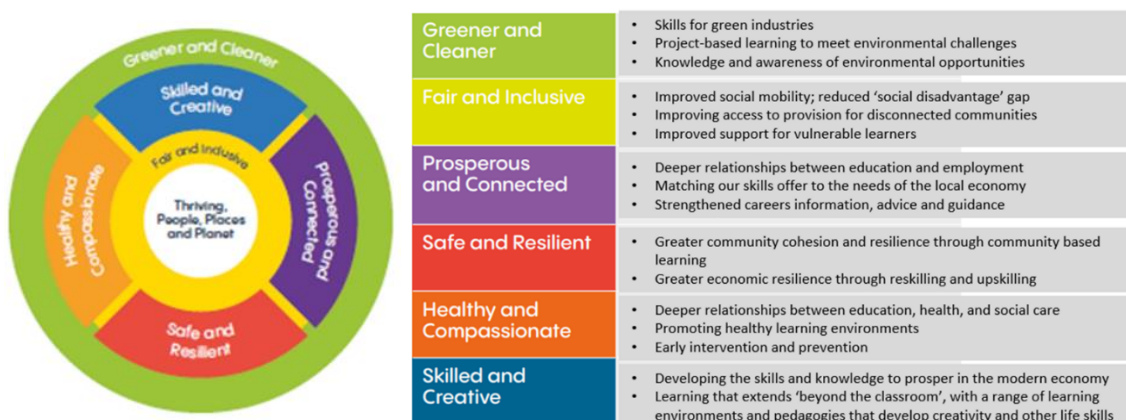 Greener and Cleaner
Skilled and
Creative
Fair and Inclusive
Healthy and
Compassionate
Thriving,
People, Places
and Planet
Prosperous and
Connected
Safe and
Resilient
Greener and
Cleaner
• Skills for green industries
• Project-based learning to meet environmental challenges
• Knowledge and awareness of environmental opportunities
Fair and Inclusive
• Improved social mobility; reduced ‘social disadvantage’ gap
• Improving access to provision for disconnected communities
• Improved support for vulnerable learners
Prosperous
and Connected
• Deeper relationships between education and employment
• Matching our skills offer to the needs of the local economy
• Strengthened careers information, advice and guidance
Safe and Resilient
• Greater community cohesion and resilience through community based
learning
• Greater economic resilience through reskilling and upskilling
Healthy and
Compassionate
• Deeper relationships between education, health, and social care
• Promoting healthy learning environments
• Early intervention and prevention
Skilled and
Creative
• Developing the skills and knowledge to prosper in the modern economy
• Learning that extends ‘beyond the classroom’, with a range of learning
environments and pedagogies that develop creativity and other life skills